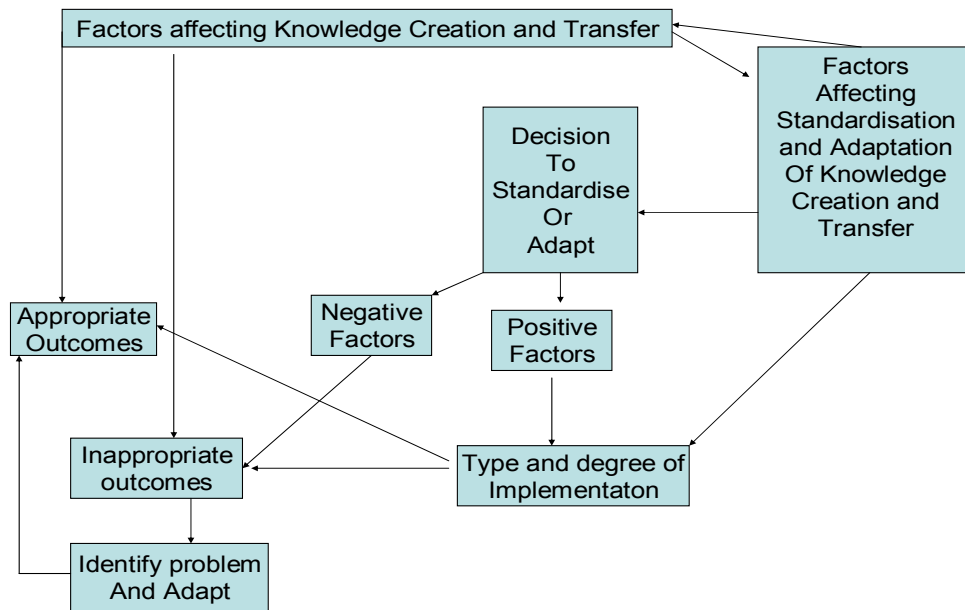 Factors affecting Knowledge Creation and Transfer
Factors
Affecting
Standardisation
and Adaptation
Of Knowledge
Creation and
Transfer
Decision
To
Standardise
Or
Adapt
Negative
Factors
Positive
Factors
Appropriate
Outcomes
Inappropriate
outcomes
Type and degree of
Implementaton
Identify problem
And Adapt